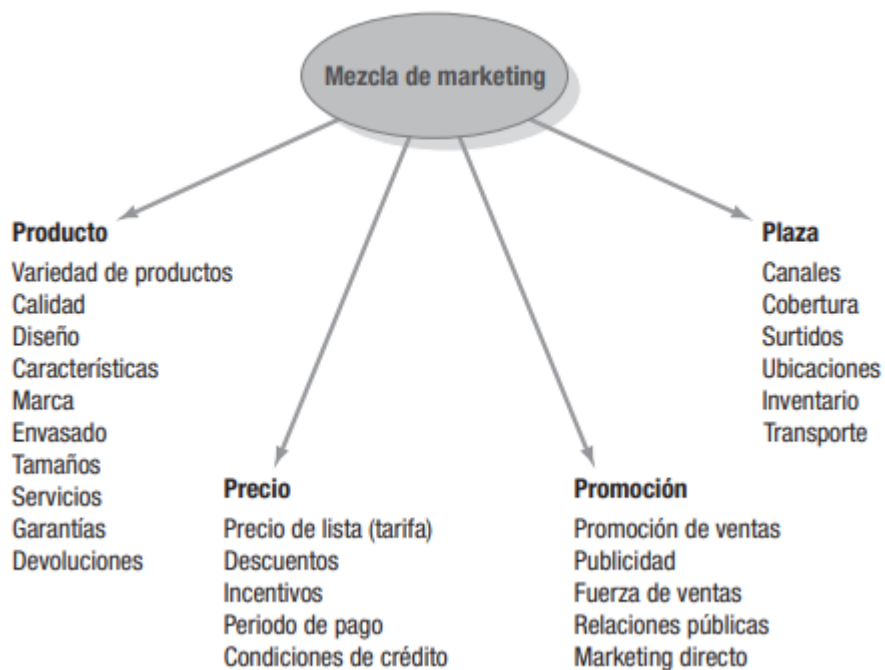 Mezcla de marketing
Producto
Variedad de productos
Calidad
Diseño
Características
Marca
Envasado
Tamaños
Servicios
Garantías
Devoluciones
Precio
Precio de lista (tarifa)
Descuentos
Incentivos
Periodo de pago
Condiciones de crédito
Promoción
Promoción de ventas
Publicidad
Fuerza de ventas
Relaciones públicas
Marketing directo
Plaza
Canales
Cobertura
Surtidos
Ubicaciones
Inventario
Transporte